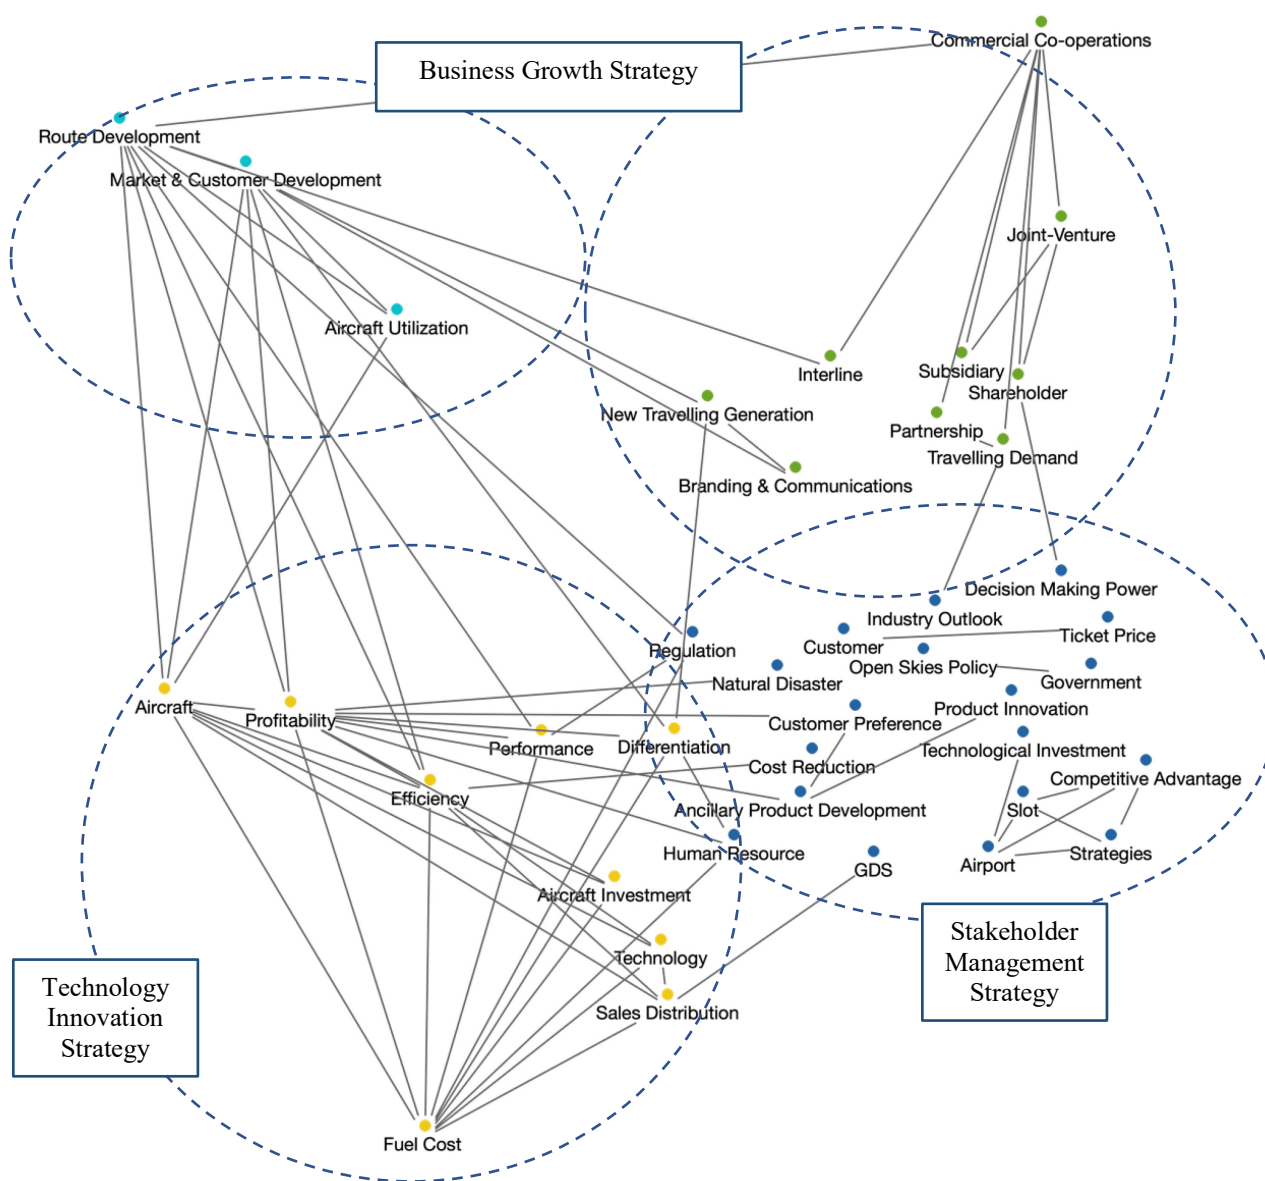 Commercial Co-operations
Business Growth Strategy
Route Development
Market & Customer Development
Joint-Venture
Aircraft Utilization
Interline
Subsidiary
Shareholder
New Travelling Generation
Partnership
Travelling Demand
Branding & Communications
Decision Making Power
Industry Outlook
Ticket Price
Customer
Regulation
Open Skies Policy
Government
Natural Disaster
Aircraft
Product Innovation
Profitability
Customer Preference
Performance
Differentiation
Technological Investment
Cost Reduction
Competitive Advantage
Efficiency
Ancillary Product Development
Slot
Human Resource
Strategies
Airport
GDS
Aircraft Investment
Stakeholder
Management
Strategy
Technology
Technology
Innovation
Strategy
Sales Distribution
Fuel Cost